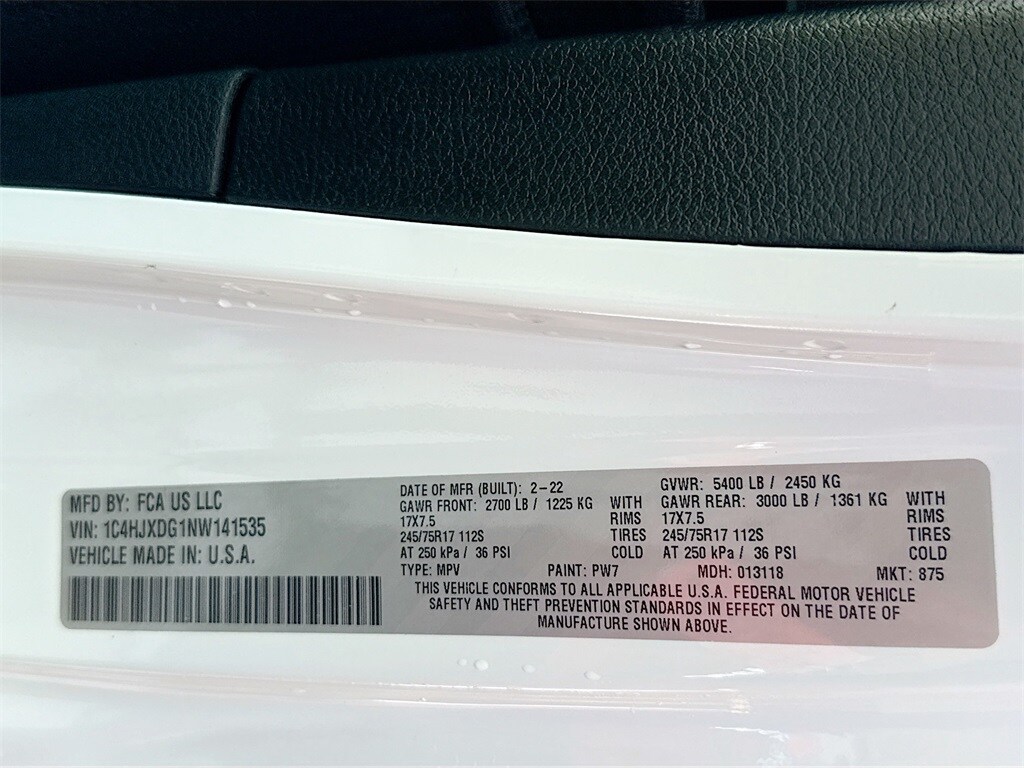 MFD BY: FCA US LLC
VIN: 1C4HJXDG1NW141535
VEHICLE MADE IN: U.S.A.
DATE OF MFR (BUILT): 2-22 GVWR: 5400 LB / 2450 KG
GAWR FRONT: 2700 LB / 1225 KG WITH GAWR REAR: 3000 LB / 1361 KG WITH
17X7.5 RIMS 17X7.5 RIMS
245/75R17 112S TIRES 245/75R17 112S TIRES
AT 250 kPa / 36 PSI COLD AT 250 kPa / 36 PSI COLD
TYPE: MPV PAINT: PW7 MDH: 013118 MKT: 875
THIS VEHICLE CONFORMS TO ALL APPLICABLE U.S.A. FEDERAL MOTOR VEHICLE
SAFETY AND THEFT PREVENTION STANDARDS IN EFFECT ON THE DATE OF
MANUFACTURE SHOWN ABOVE.